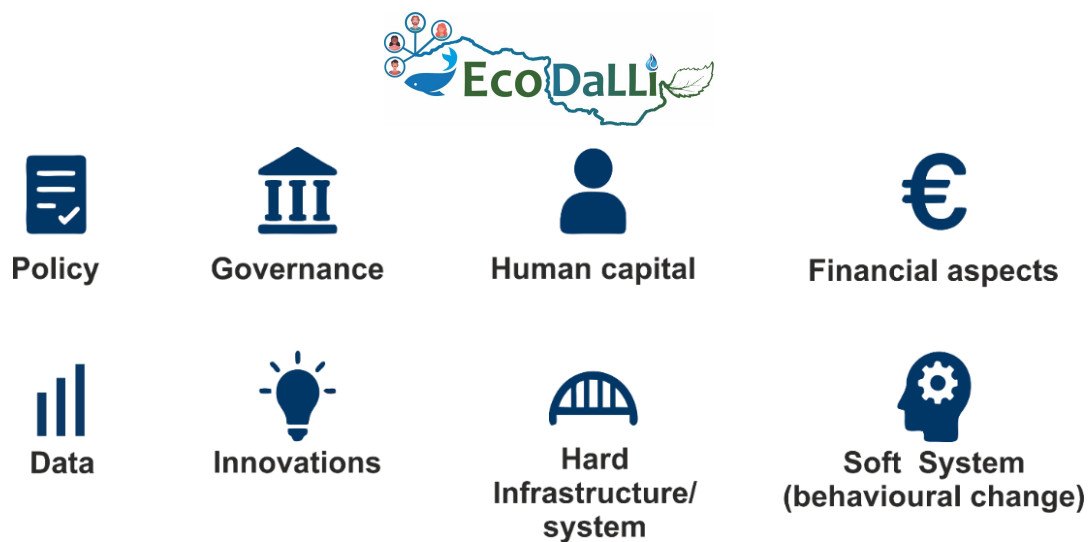 EcoDaLLi
Policy
Governance
Human capital
€
Financial aspects
Data
Innovations
Hard
Infrastructure/
system
Soft System
(behavioural change)